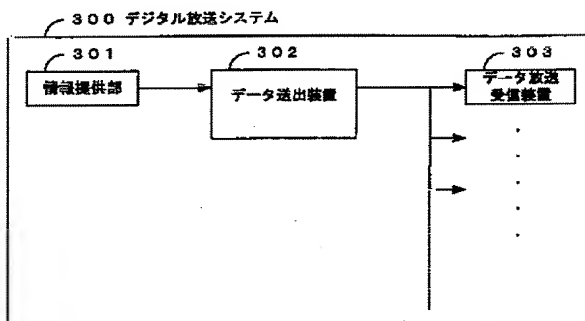 300 デジタル放送システム
301
302
303
情報提供部
データ送出装置
データ放送
受信装置